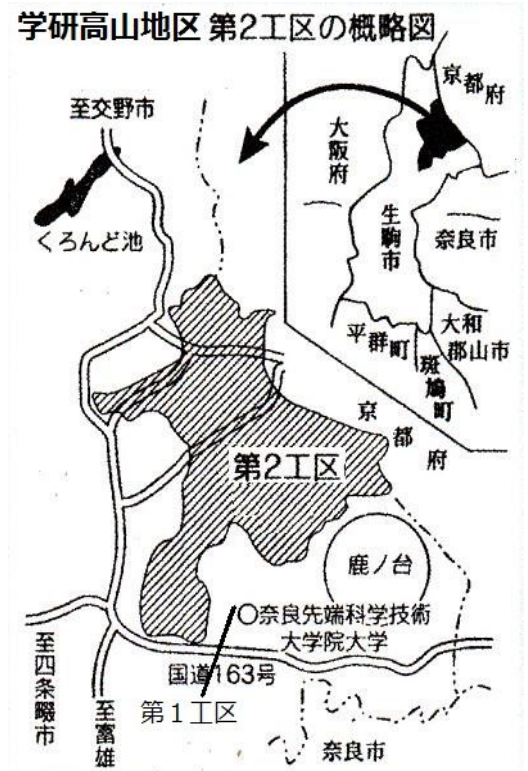 学研高山地区 第2工区の概略図
至交野市
くろんど池
京都府
大阪府
生駒市
奈良市
平群町
斑鳩町
大和
郡山市
京都府
第2工区
鹿ノ台
奈良先端科学技術
大学院大学
国道163号
第1工区
至四条畷市
至富雄
奈良市